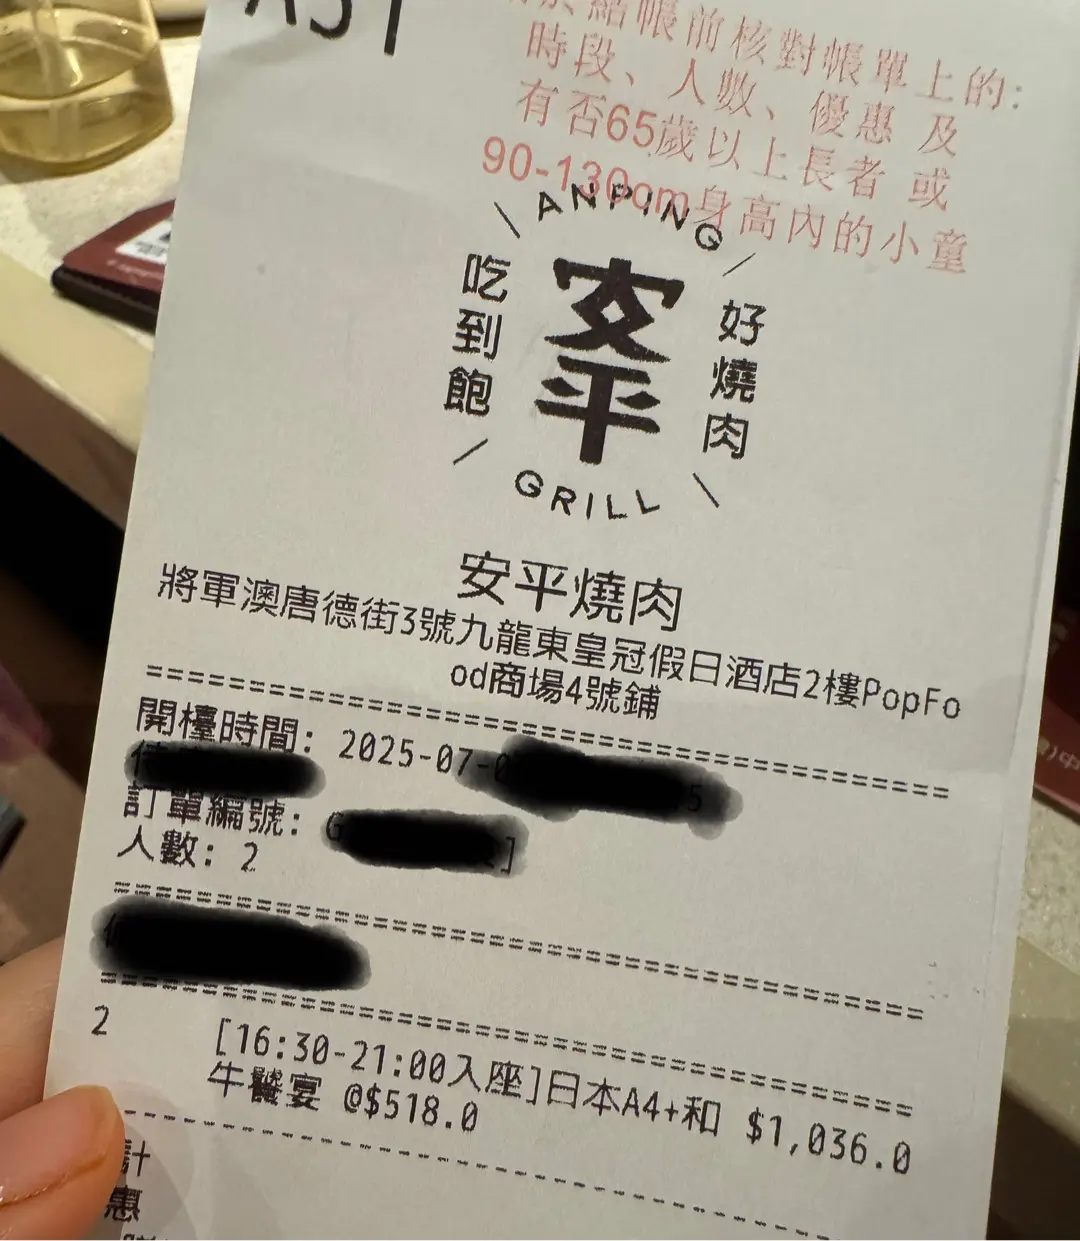 A51
結帳前核對帳單上的:
時段、人數、優惠 及
有否65歲以上長者 或
90-130cm身高內的小童
ANPING
吃到飽
安平
好燒肉
GRILL
安平燒肉
將軍澳唐德街3號九龍東皇冠假日酒店2樓PopFo
od商場4號鋪
開檯時間: 2025-07-
訂單編號:
人數: 2
2 [16:30-21:00入座]日本A4+和 $1,036.0
牛饗宴 @$518.0
計
惠